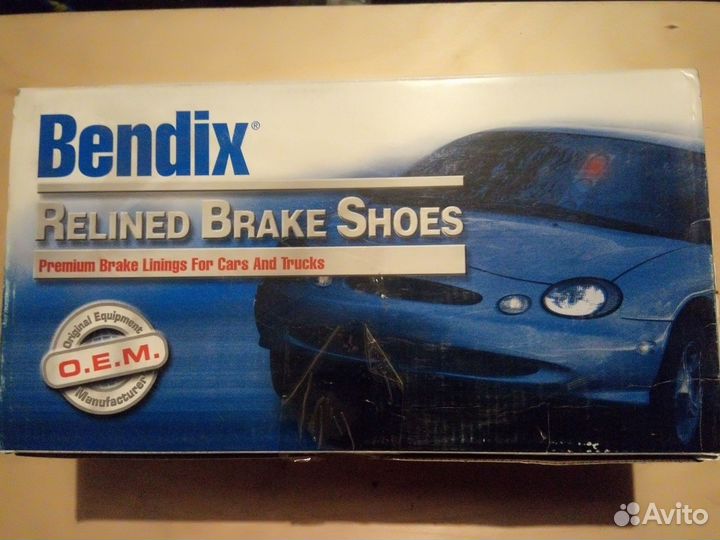 Bendix®
RELINED BRAKE SHOES
Premium Brake Linings For Cars And Trucks
Original Equipment
O.E.M.
Manufacturer
Avito